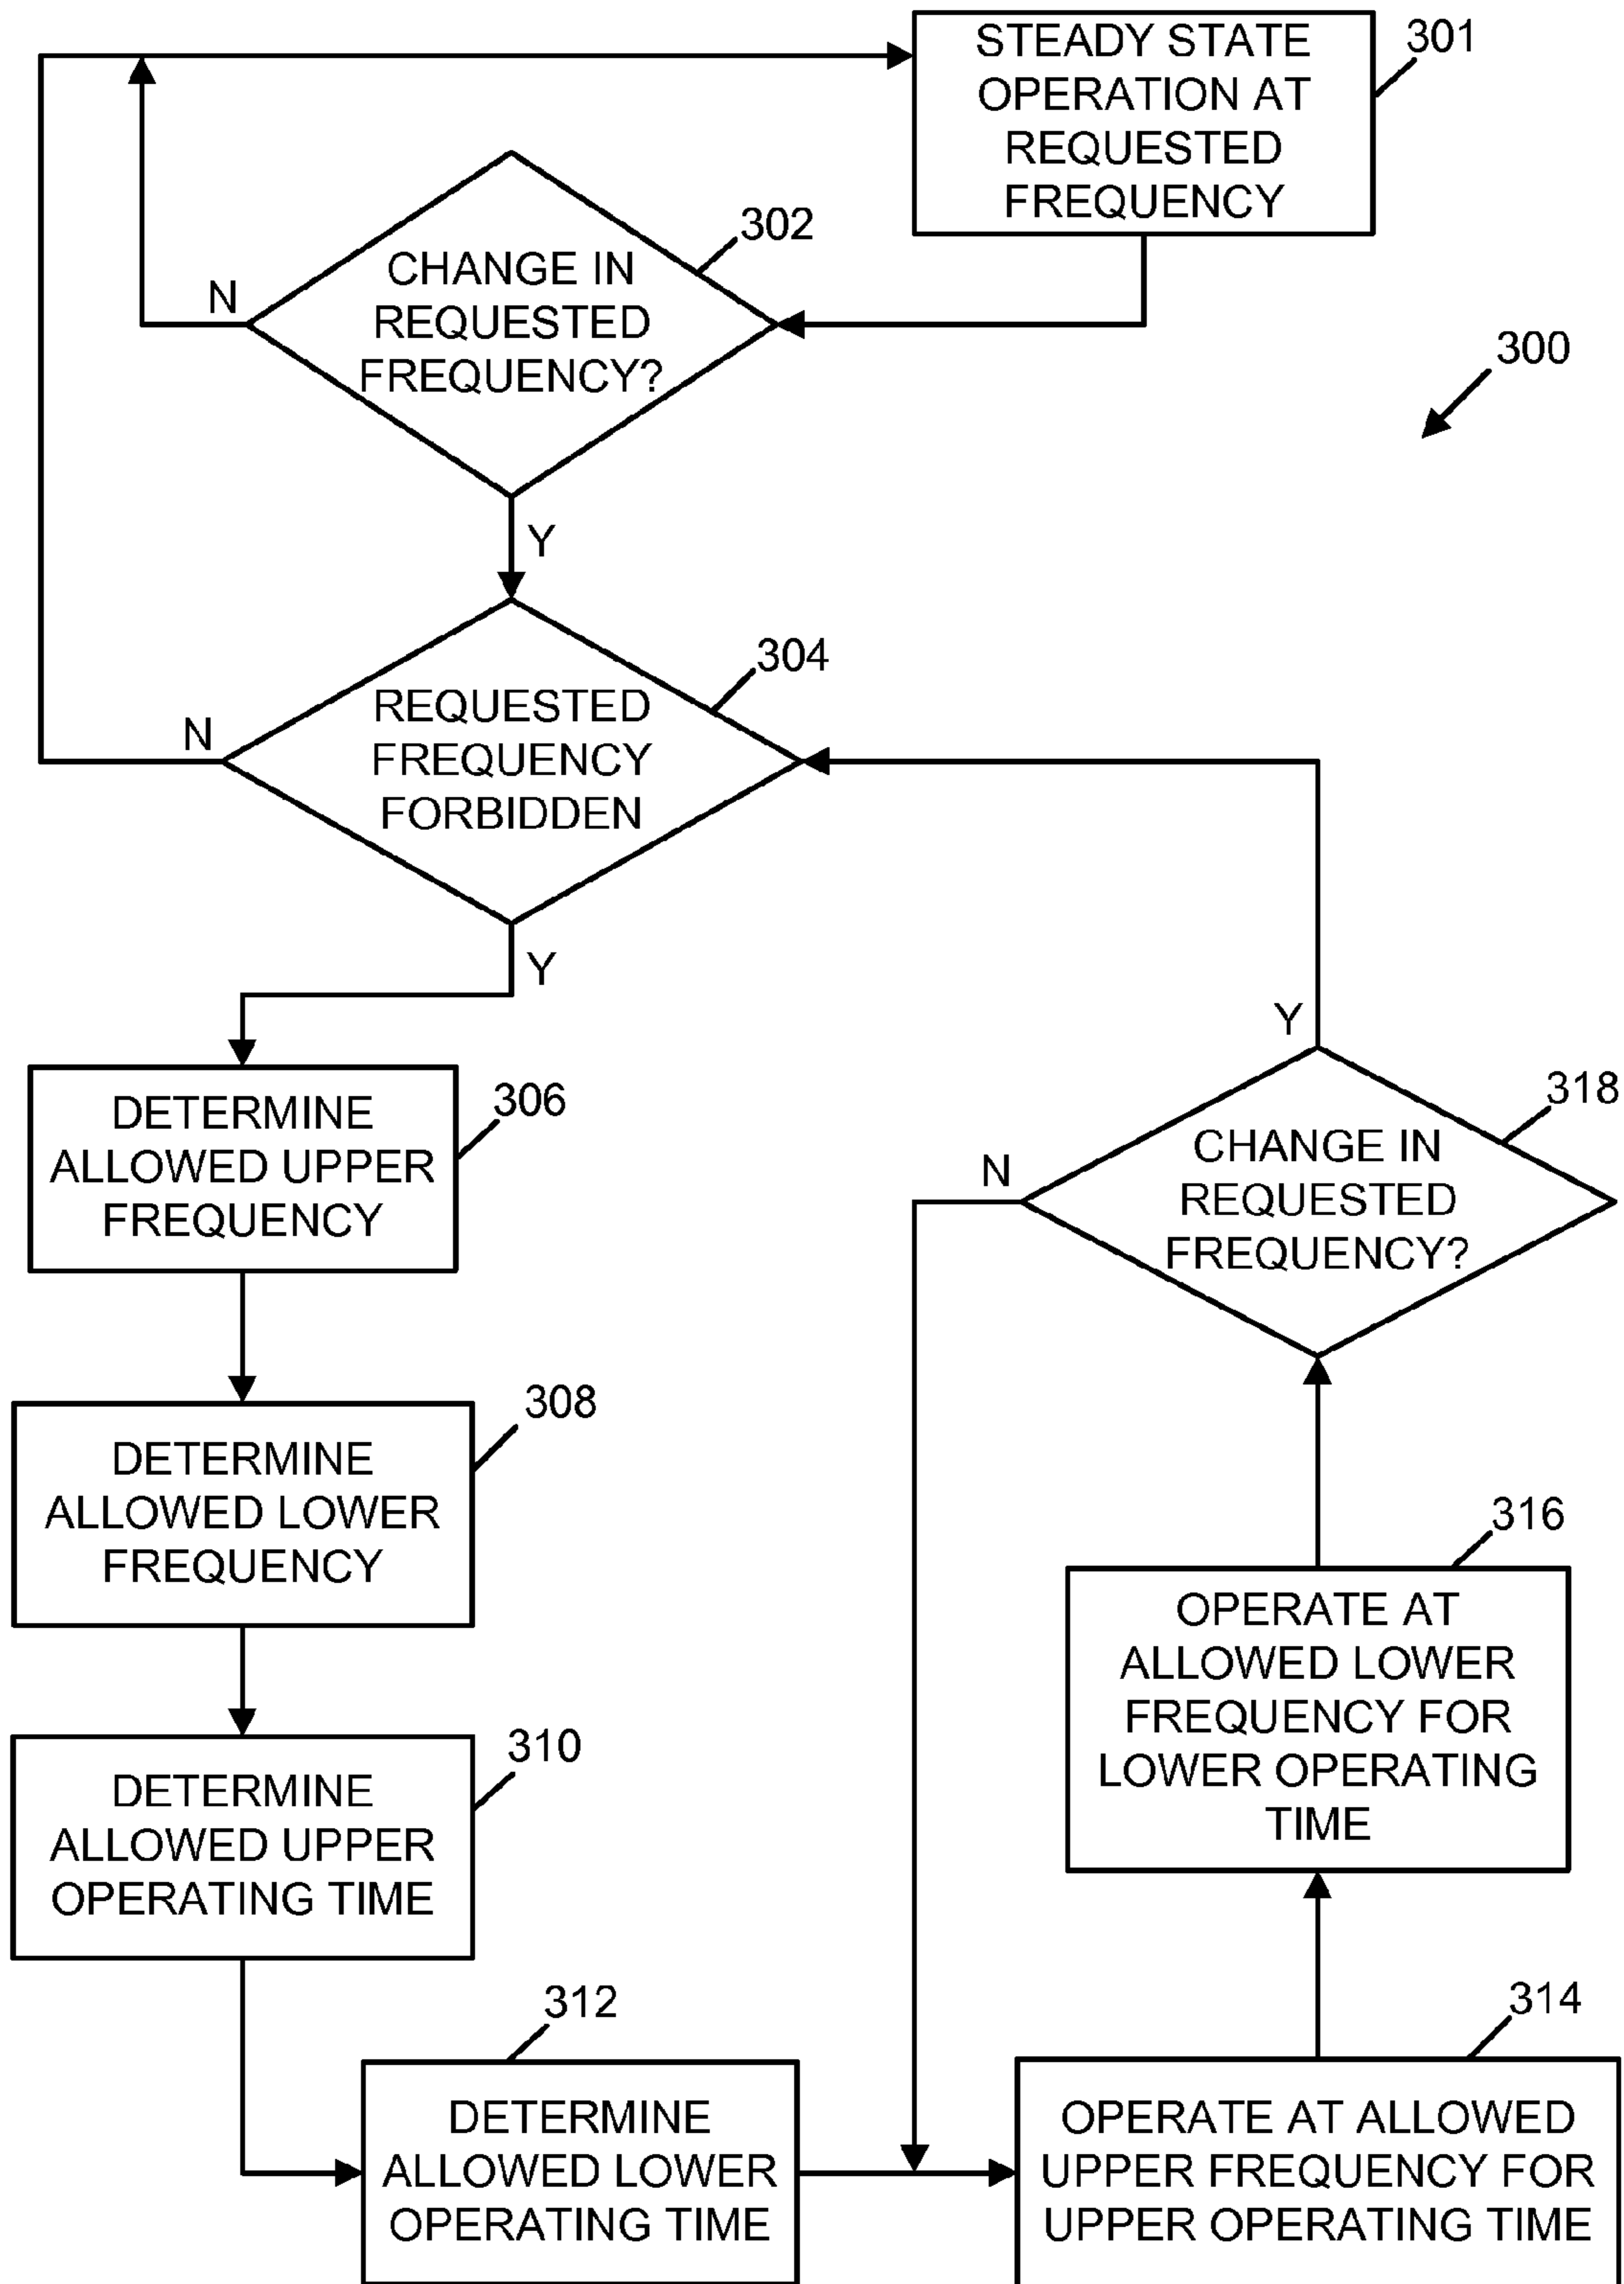 STEADY STATE
OPERATION AT
REQUESTED
FREQUENCY
301
302
CHANGE IN
REQUESTED
FREQUENCY?
N
Y
300
304
REQUESTED
FREQUENCY
FORBIDDEN
N
Y
306
DETERMINE
ALLOWED UPPER
FREQUENCY
308
DETERMINE
ALLOWED LOWER
FREQUENCY
310
DETERMINE
ALLOWED UPPER
OPERATING TIME
312
DETERMINE
ALLOWED LOWER
OPERATING TIME
314
OPERATE AT ALLOWED
UPPER FREQUENCY FOR
UPPER OPERATING TIME
316
OPERATE AT
ALLOWED LOWER
FREQUENCY FOR
LOWER OPERATING
TIME
318
CHANGE IN
REQUESTED
FREQUENCY?
N
Y